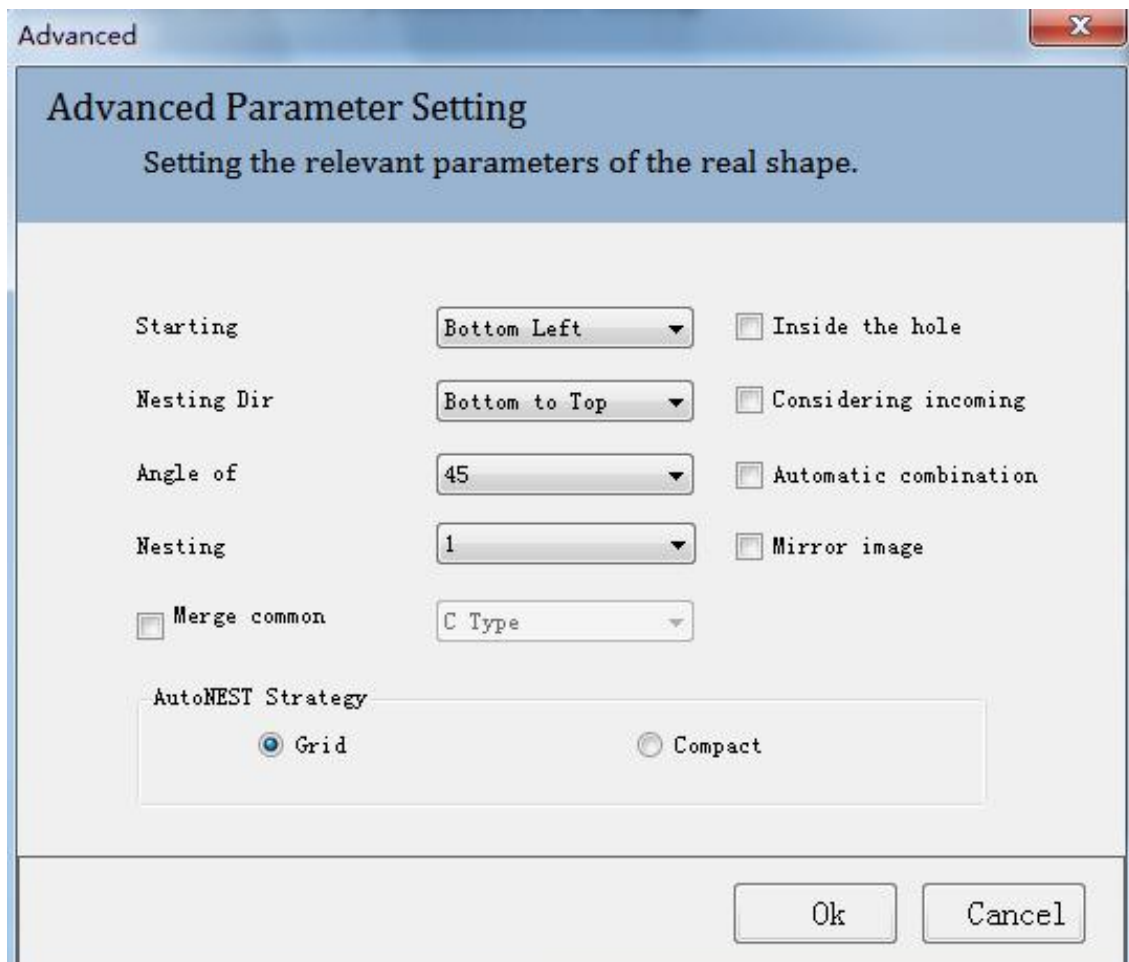 Advanced
Advanced Parameter Setting
Setting the relevant parameters of the real shape.
Starting Bottom Left Inside the hole
Nesting Dir Bottom to Top Considering incoming
Angle of 45 Automatic combination
Nesting 1 Mirror image
Merge common C Type
AutoNEST Strategy
Grid Compact
Ok Cancel